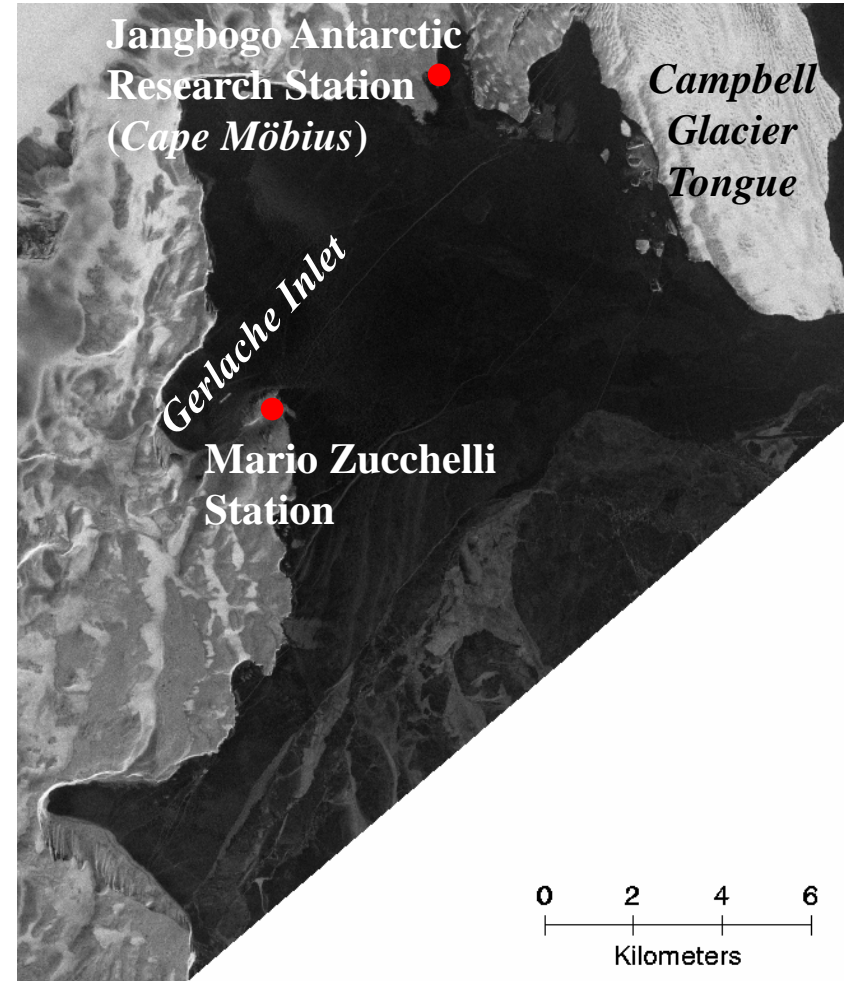 Jangbogo Antarctic
Research Station
(Cape Möbius)
Campbell
Glacier
Tongue
Gerlache Inlet
Mario Zucchelli
Station
0 2 4 6
Kilometers